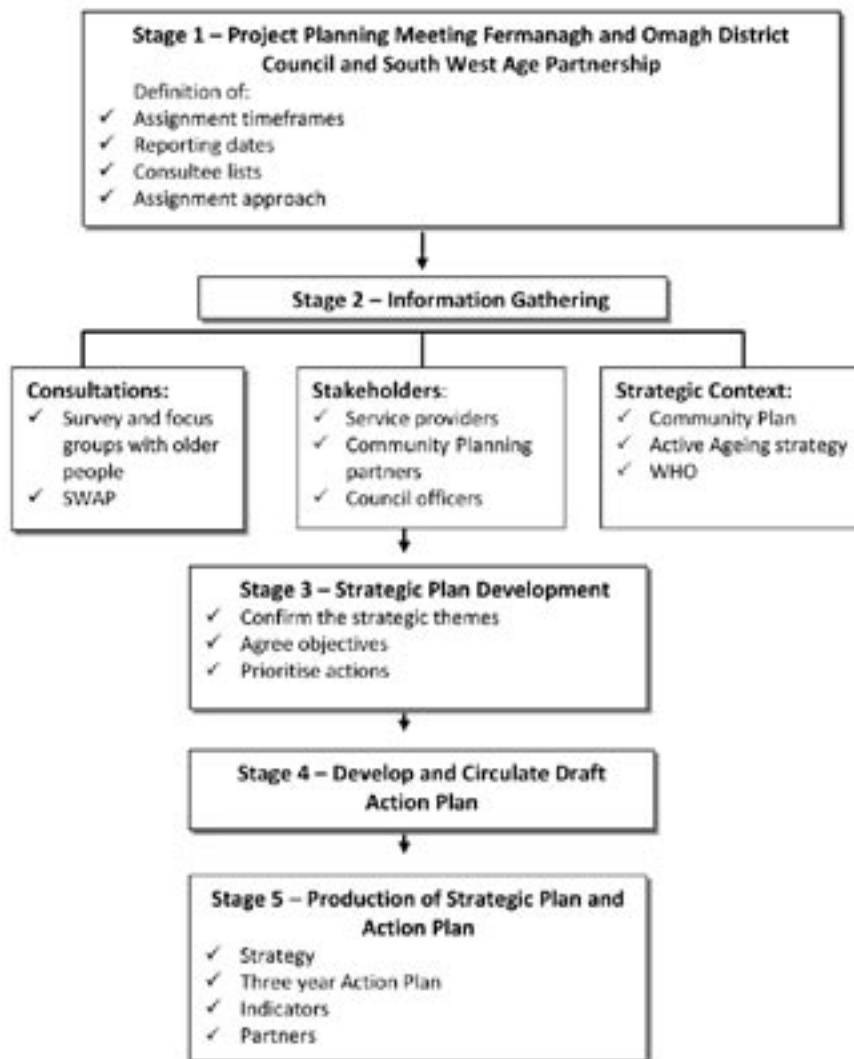 Stage 1 – Project Planning Meeting Fermanagh and Omagh District
Council and South West Age Partnership
Definition of:
✓ Assignment timeframes
✓ Reporting dates
✓ Consultee lists
✓ Assignment approach
Stage 2 – Information Gathering
Consultations:
✓ Survey and focus
groups with older
people
✓ SWAP
Stakeholders:
✓ Service providers
✓ Community Planning
partners
✓ Council officers
Strategic Context:
✓ Community Plan
✓ Active Ageing strategy
✓ WHO
Stage 3 – Strategic Plan Development
✓ Confirm the strategic themes
✓ Agree objectives
✓ Prioritise actions
Stage 4 – Develop and Circulate Draft
Action Plan
Stage 5 – Production of Strategic Plan and
Action Plan
✓ Strategy
✓ Three year Action Plan
✓ Indicators
✓ Partners